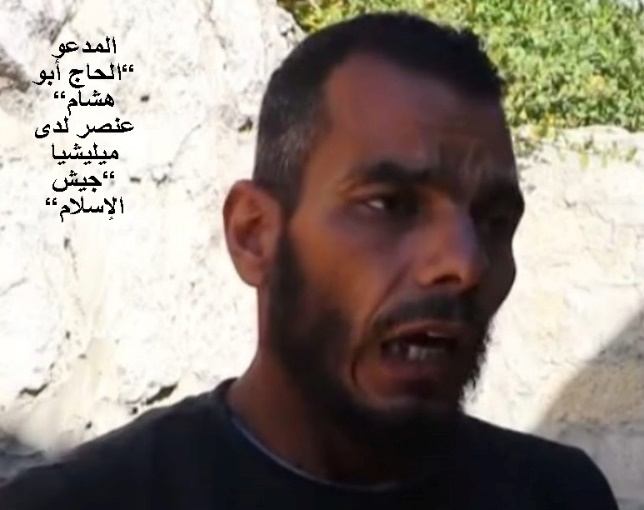 المدعو
“الحاج أبو
هشام“
عنصر لدى
ميليشيا
“جيش
الإسلام“